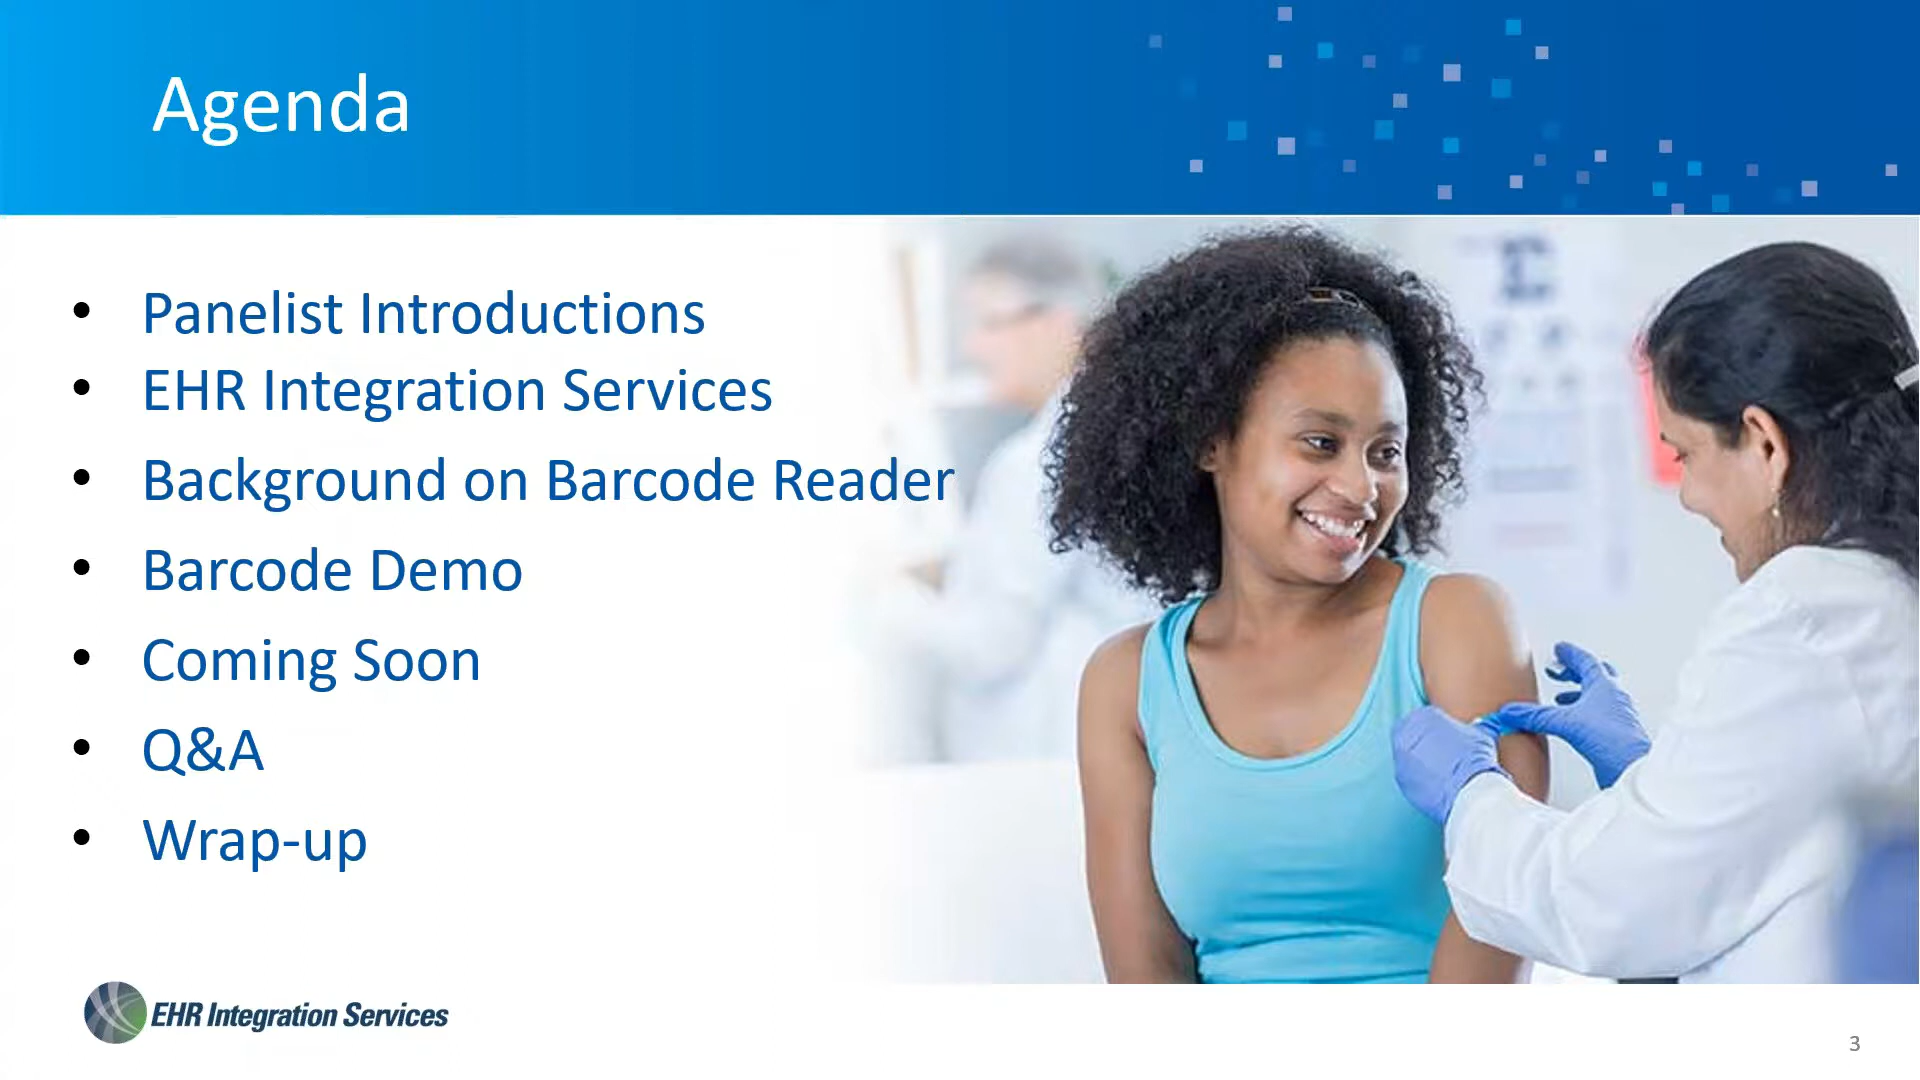 Agenda
• Panelist Introductions
• EHR Integration Services
• Background on Barcode Reader
• Barcode Demo
• Coming Soon
• Q&A
• Wrap-up
EHR Integration Services
3